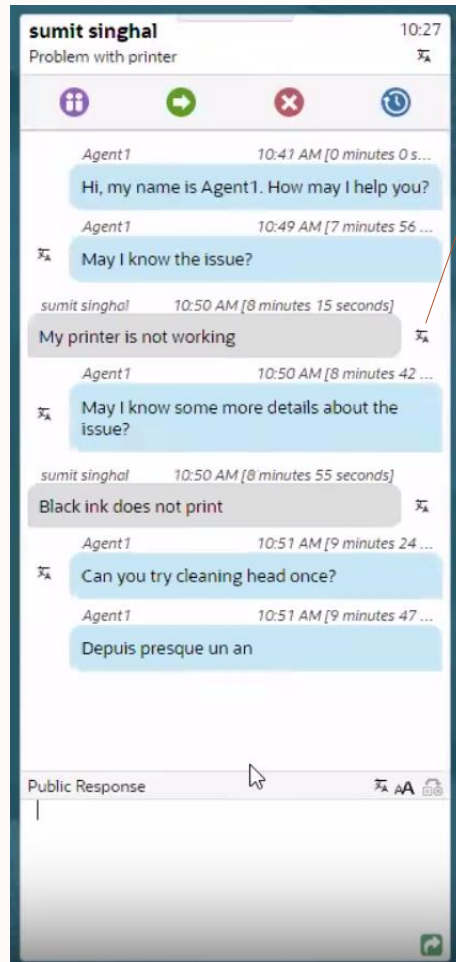 sumit singhal 10:27
Problem with printer
Agent1 10:41 AM [0 minutes 0 s...
Hi, my name is Agent1. How may I help you?
Agent1 10:49 AM [7 minutes 56 ...
May I know the issue?
sumit singhal 10:50 AM [8 minutes 15 seconds]
My printer is not working
Agent1 10:50 AM [8 minutes 42 ...
May I know some more details about the
issue?
sumit singhal 10:50 AM [8 minutes 55 seconds]
Black ink does not print
Agent1 10:51 AM [9 minutes 24 ...
Can you try cleaning head once?
Agent1 10:51 AM [9 minutes 47 ...
Depuis presque un an
Public Response AA